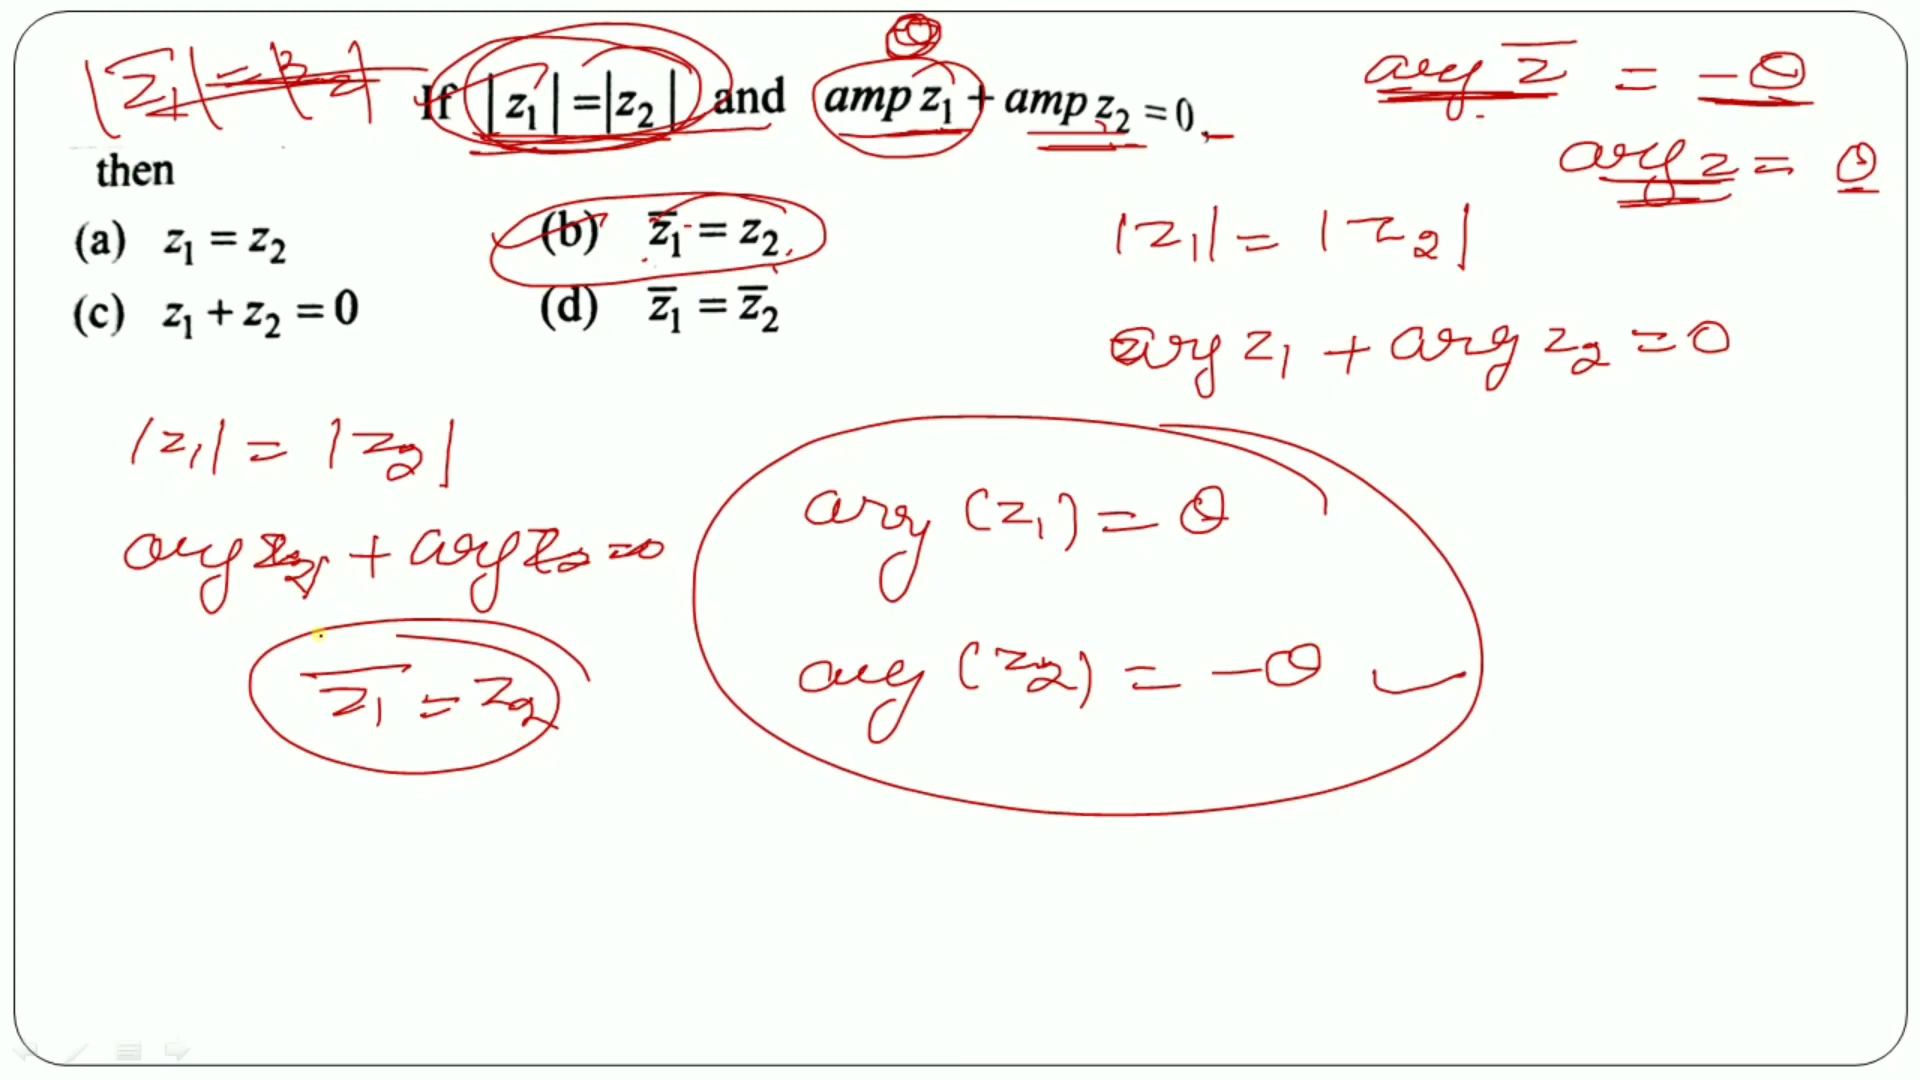 If |z₁| = |z₂| and amp z₁ + amp z₂ = 0,
then
(a) z₁ = z₂ (b) z̅₁ = z₂
(c) z₁ + z₂ = 0 (d) z̅₁ = z̅₂
arg z̅ = -θ
arg z = θ
|z₁| = |z₂|
arg z₁ + arg z₂ = 0
|z₁| = |z₂|
z̅₁ = z₂
arg (z₁) = θ
arg (z₂) = -θ